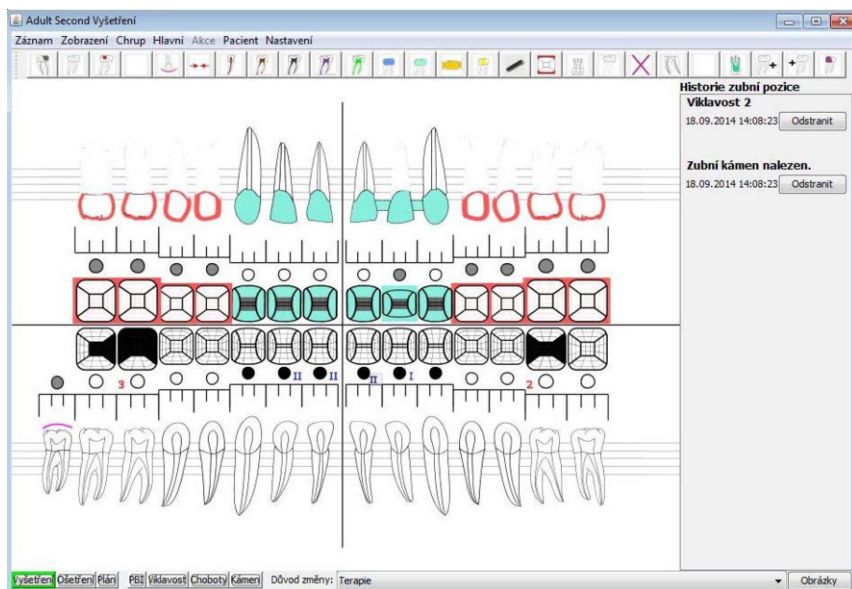 Adult Second Vyšetření
Záznam Zobrazení Chrup Hlavní Akce Pacient Nastavení
Historie zubní pozice
Viklavost 2
18.09.2014 14:08:23 Odstranit
Zubní kámen nalezen.
18.09.2014 14:08:23 Odstranit
II II II I
3 2
Vyšetření Ošetření Plán PBI Viklavost Choboty Kámen Důvod změny: Terapie Obrázky